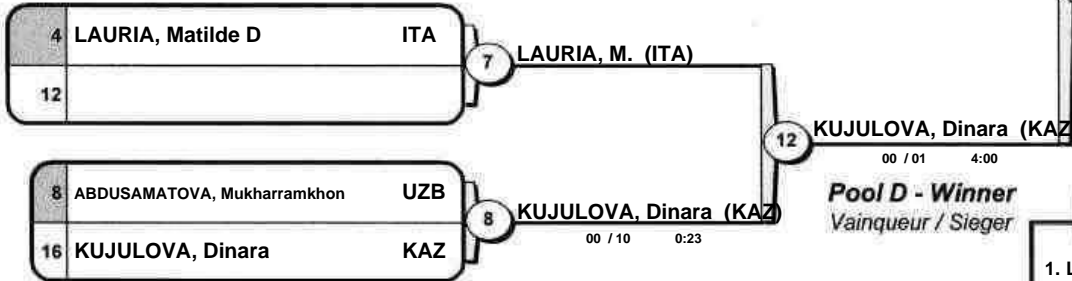 4 LAURIA, Matilde D ITA
12
7
LAURIA, M. (ITA)
8 ABDUSAMATOVA, Mukharramkhon UZB
16 KUJULOVA, Dinara KAZ
8
KUJULOVA, Dinara (KAZ)
00 / 10 0:23
12
KUJULOVA, Dinara (KAZ
00 / 01 4:00
Pool D - Winner
Vainqueur / Sieger
1. L